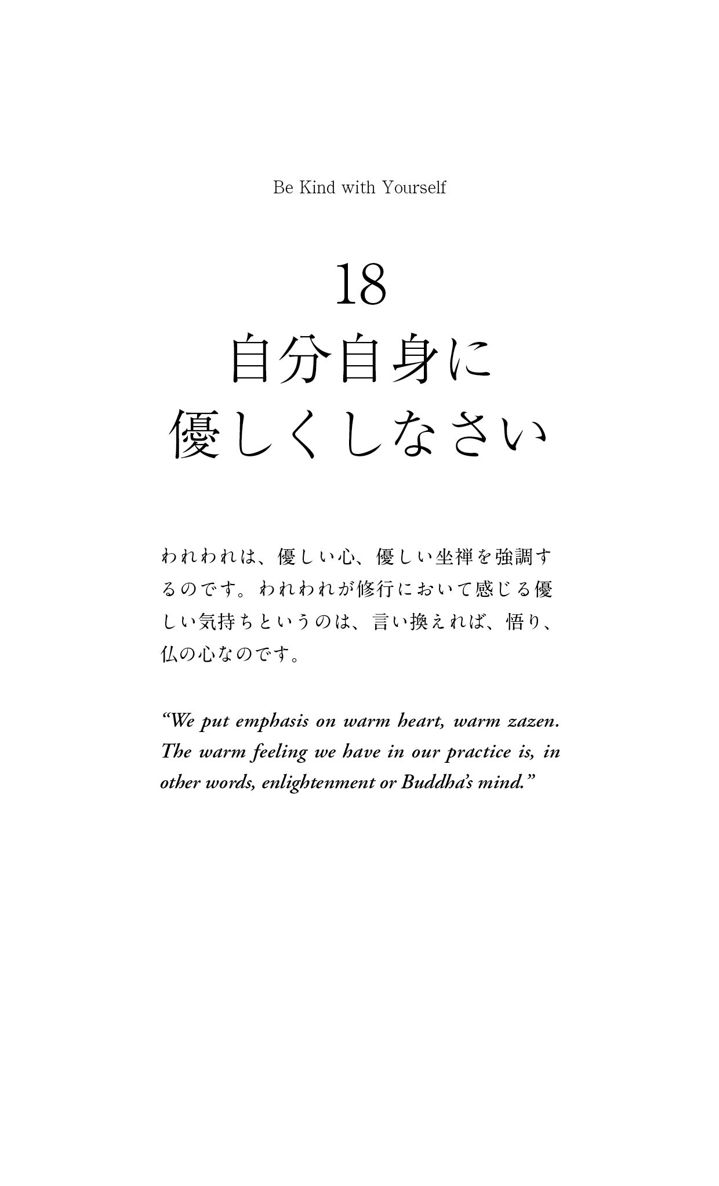 Be Kind with Yourself
18
自分自身に
優しくしなさい
われわれは、優しい心、優しい坐禅を強調す
るのです。われわれが修行において感じる優
しい気持ちというのは、言い換えれば、悟り、
仏の心なのです。
“We put emphasis on warm heart, warm zazen.
The warm feeling we have in our practice is, in
other words, enlightenment or Buddha’s mind.”